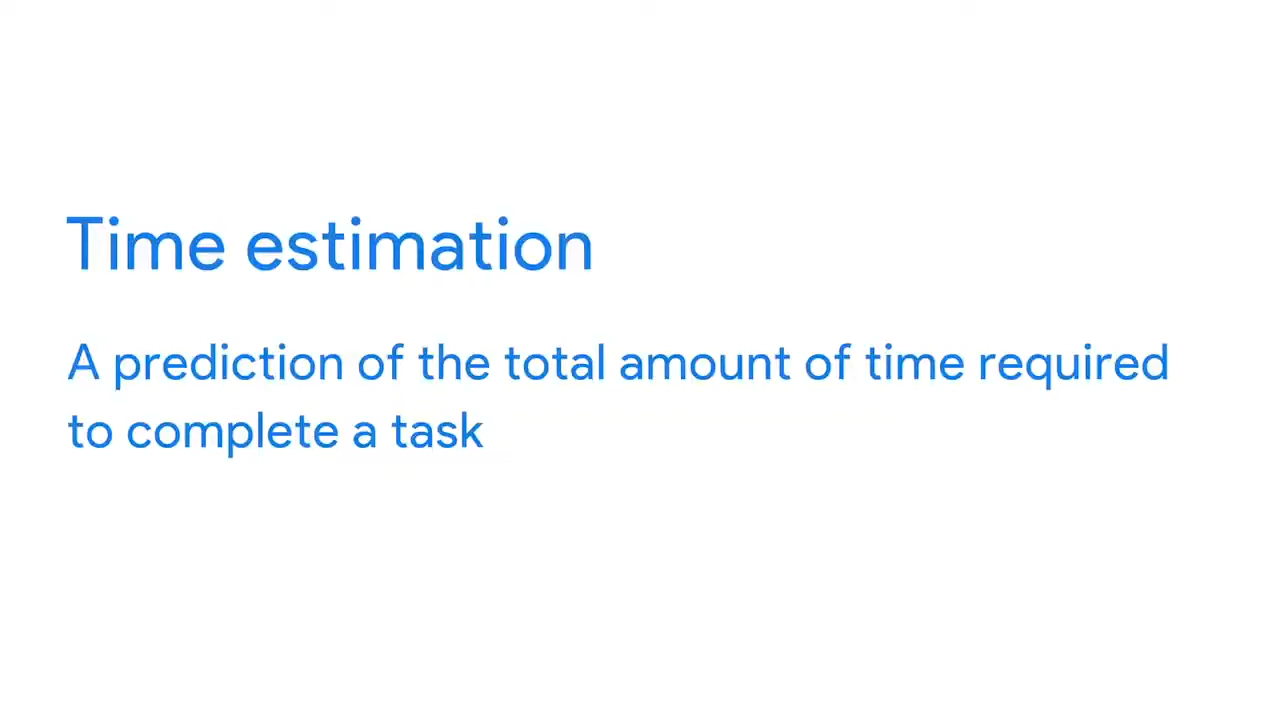 Time estimation
A prediction of the total amount of time required
to complete a task